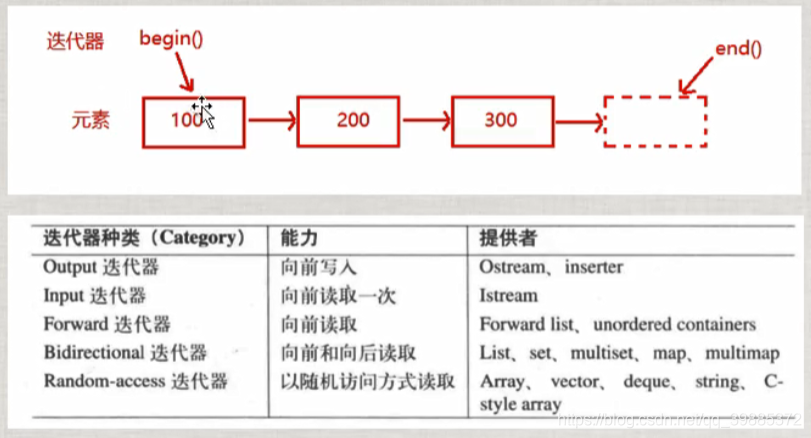 迭代器 begin() end()
元素 100 200 300
迭代器种类（Category） 能力 提供者
Output 迭代器 向前写入 Ostream、inserter
Input 迭代器 向前读取一次 Istream
Forward 迭代器 向前读取 Forward list、unordered containers
Bidirectional 迭代器 向前和向后读取 List、set、multiset、map、multimap
Random-access 迭代器 以随机访问方式读取 Array、vector、deque、string、C-
style array
https://blog.csdn.net/qq_39885372